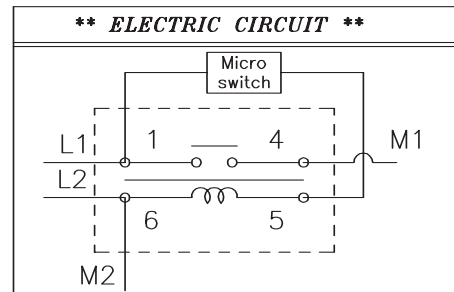 ** ELECTRIC CIRCUIT **
Micro
switch
L1 1 4 M1
L2
6 5
M2